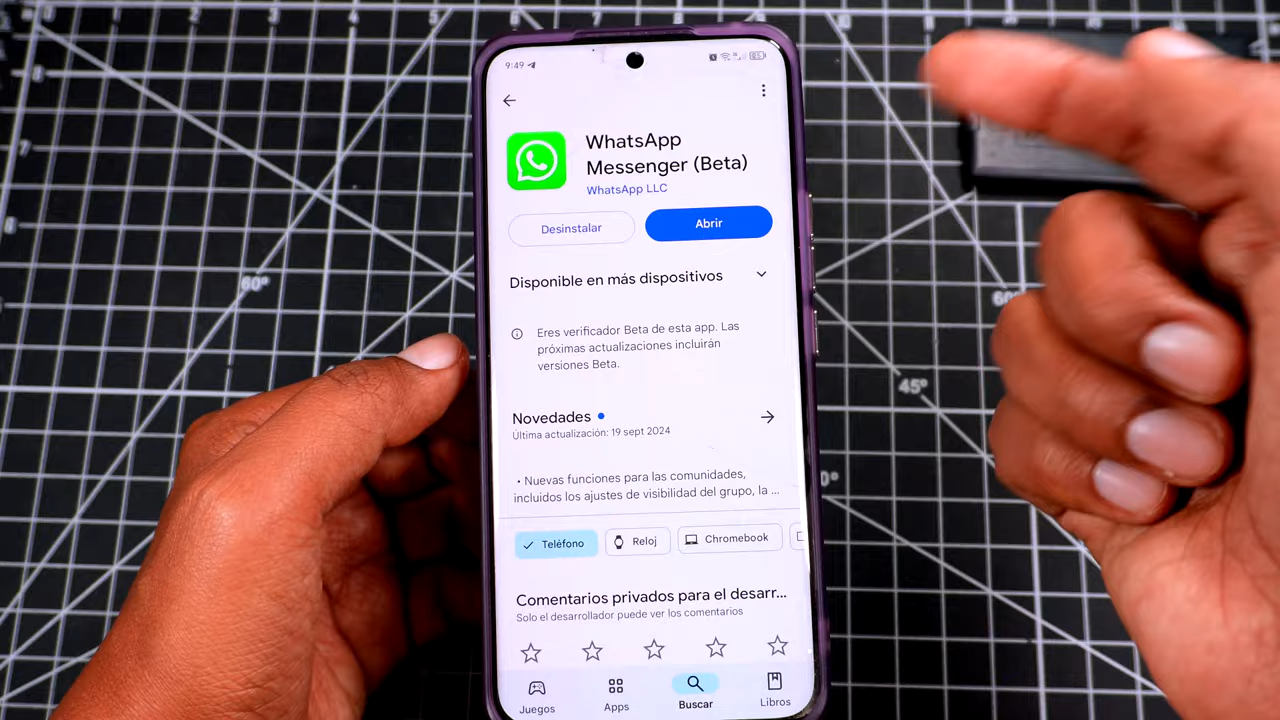 9:49
WhatsApp
Messenger (Beta)
WhatsApp LLC
Desinstalar
Abrir
Disponible en más dispositivos
Eres verificador Beta de esta app. Las
próximas actualizaciones incluirán
versiones Beta.
Novedades
Última actualización: 19 sept 2024
• Nuevas funciones para las comunidades,
incluidos los ajustes de visibilidad del grupo, la ...
Teléfono
Reloj
Chromebook
Comentarios privados para el desarr...
Solo el desarrollador puede ver los comentarios
Juegos
Apps
Buscar
Libros
60°
45°